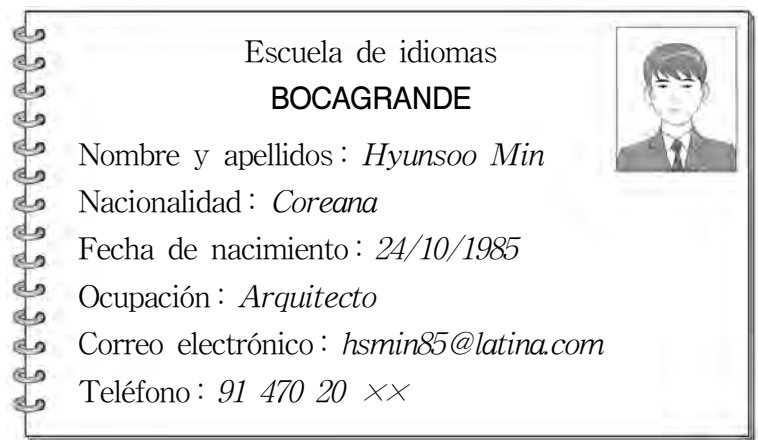 Escuela de idiomas
BOCAGRANDE
Nombre y apellidos: Hyunsoo Min
Nacionalidad: Coreana
Fecha de nacimiento: 24/10/1985
Ocupación: Arquitecto
Correo electrónico: hsmin85@latina.com
Teléfono: 91 470 20 ××